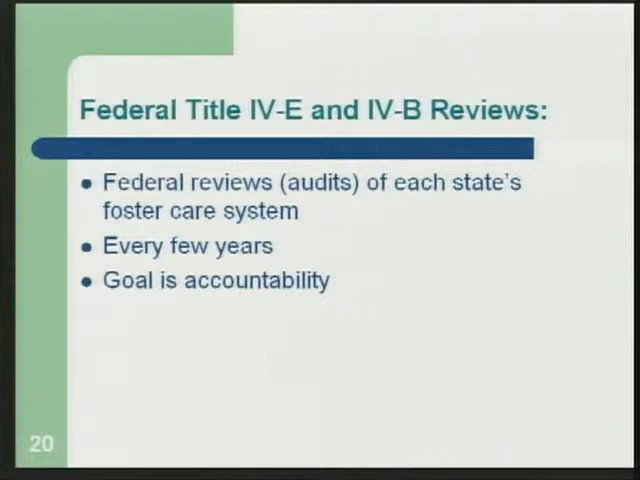 Federal Title IV-E and IV-B Reviews:
• Federal reviews (audits) of each state's
foster care system
• Every few years
• Goal is accountability
20